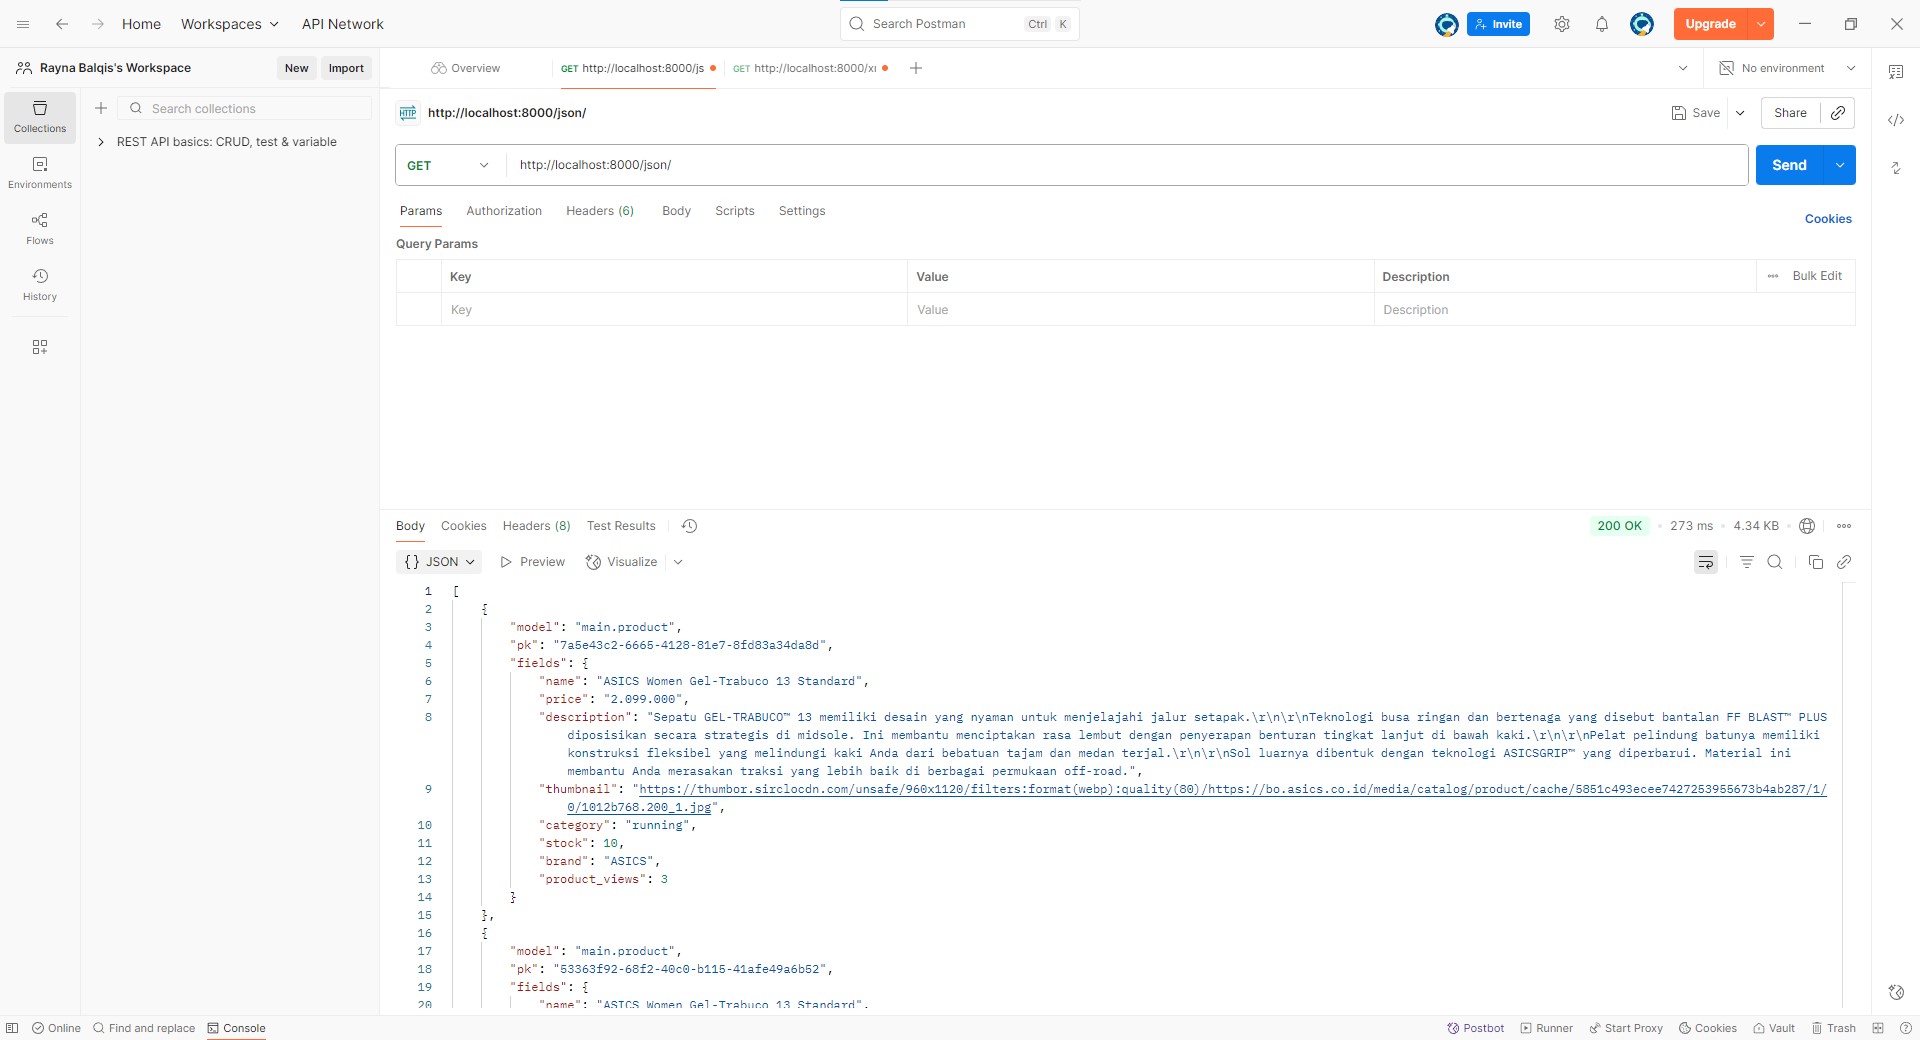 Home Workspaces API Network Search Postman Ctrl K Invite Upgrade
Rayna Balqis's Workspace New Import Overview GET http://localhost:8000/js GET http://localhost:8000/x No environment
Collections
Search collections
REST API basics: CRUD, test & variable
Environments
Flows
History
HTTP http://localhost:8000/json/ Save Share
GET http://localhost:8000/json/ Send
Params Authorization Headers (6) Body Scripts Settings Cookies
Query Params
Key Value Description Bulk Edit
Key Value Description
Body Cookies Headers (8) Test Results 200 OK 273 ms 4.34 KB
{} JSON Preview Visualize
1 [
2 {
3 "model": "main.product",
4 "pk": "7a5e43c2-6665-4128-81e7-8fd83a34da8d",
5 "fields": {
6 "name": "ASICS Women Gel-Trabuco 13 Standard",
7 "price": "2.099.000",
8 "description": "Sepatu GEL-TRABUCO™ 13 memiliki desain yang nyaman untuk menjelajahi jalur setapak.\r\n\r\nTeknologi busa ringan dan bertenaga yang disebut bantalan FF BLAST™ PLUS
diposisikan secara strategis di midsole. Ini membantu menciptakan rasa lembut dengan penyerapan benturan tingkat lanjut di bawah kaki.\r\n\r\nPelat pelindung batunya memiliki
konstruksi fleksibel yang melindungi kaki Anda dari bebatuan tajam dan medan terjal.\r\n\r\nSol luarnya dibentuk dengan teknologi ASICSGRIP™ yang diperbarui. Material ini
membantu Anda merasakan traksi yang lebih baik di berbagai permukaan off-road.",
9 "thumbnail": "https://thumbor.sirclocdn.com/unsafe/960x1120/filters:format(webp):quality(80)/https://bo.asics.co.id/media/catalog/product/cache/5851c493ecee7427253955673b4ab287/1/
0/1012b768.200_1.jpg",
10 "category": "running",
11 "stock": 10,
12 "brand": "ASICS",
13 "product_views": 3
14 }
15 },
16 {
17 "model": "main.product",
18 "pk": "53363f92-68f2-40c0-b115-41afe49a6b52",
19 "fields": {
20 "name": "ASICS Women Gel-Trabuco 13 Standard",
Online Find and replace Console Postbot Runner Start Proxy Cookies Vault Trash